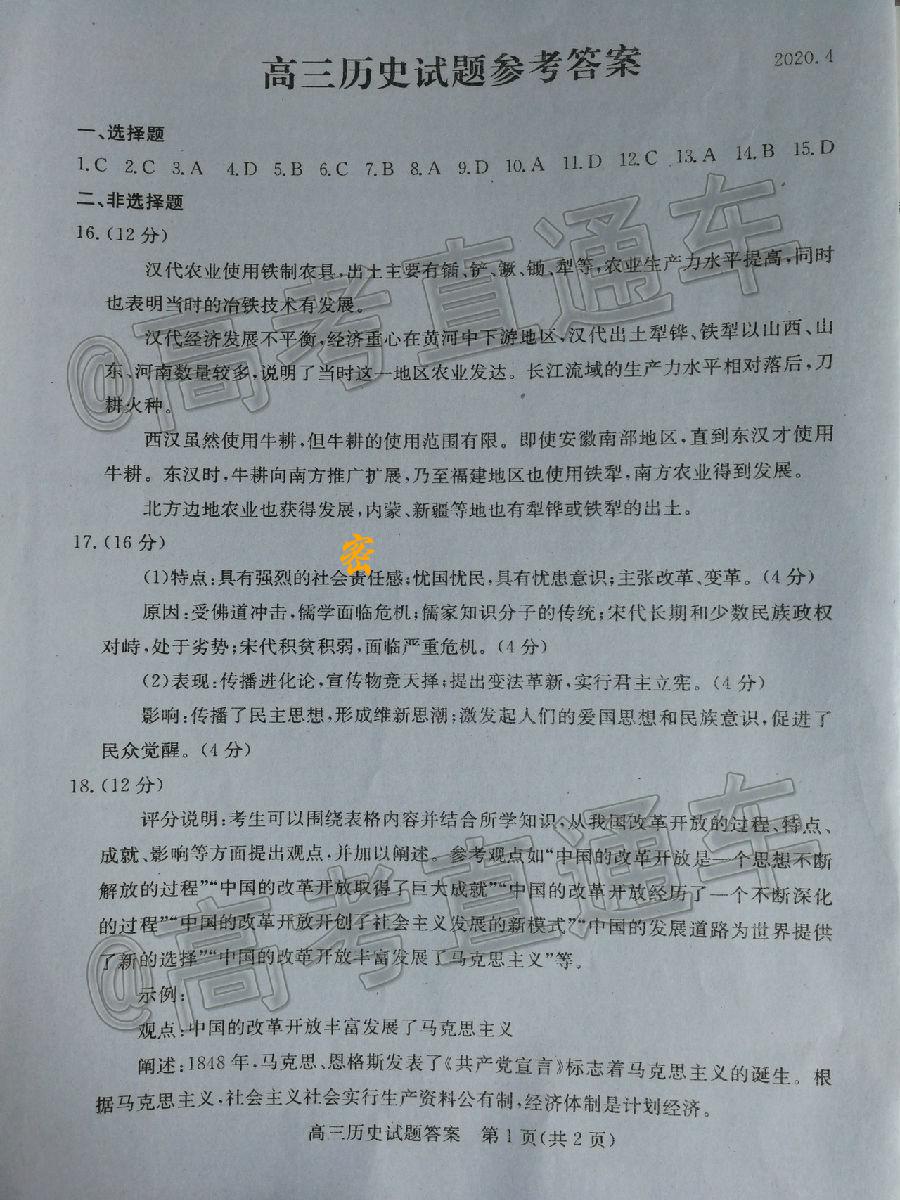 高三历史试题参考答案
2020.4
一、选择题
1.C 2.C 3.A 4.D 5.B 6.C 7.B 8.A 9.D 10.A 11.D 12.C 13.A 14.B 15.D
二、非选择题
16.(12分)
汉代农业使用铁制农具,出土主要有锸、铲、镢、锄、犁等,农业生产力水平提高,同时
也表明当时的冶铁技术有发展。
汉代经济发展不平衡,经济重心在黄河中下游地区,汉代出土犁铧、铁犁以山西、山
东、河南数量较多,说明了当时这一地区农业发达。长江流域的生产力水平相对落后,刀
耕火种。
西汉虽然使用牛耕,但牛耕的使用范围有限。即使安徽南部地区,直到东汉才使用
牛耕。东汉时,牛耕向南方推广扩展,乃至福建地区也使用铁犁,南方农业得到发展。
北方边地农业也获得发展,内蒙、新疆等地也有犁铧或铁犁的出土。
17.(16分)
密
(1)特点:具有强烈的社会责任感;忧国忧民,具有忧患意识;主张改革、变革。(4分)
原因:受佛道冲击,儒学面临危机;儒家知识分子的传统;宋代长期和少数民族政权
对峙,处于劣势;宋代积贫积弱,面临严重危机。(4分)
(2)表现:传播进化论,宣传物竞天择;提出变法革新,实行君主立宪。(4分)
影响:传播了民主思想,形成维新思潮;激发起人们的爱国思想和民族意识,促进了
民众觉醒。(4分)
18.(12分)
评分说明:考生可以围绕表格内容并结合所学知识,从我国改革开放的过程、特点、
成就、影响等方面提出观点,并加以阐述。参考观点如“中国的改革开放是一个思想不断
解放的过程”“中国的改革开放取得了巨大成就”“中国的改革开放经历了一个不断深化
的过程”“中国的改革开放开创了社会主义发展的新模式”“中国的发展道路为世界提供
了新的选择”“中国的改革开放丰富发展了马克思主义”等。
示例:
观点:中国的改革开放丰富发展了马克思主义
阐述:1848年,马克思、恩格斯发表了《共产党宣言》标志着马克思主义的诞生。根
据马克思主义,社会主义社会实行生产资料公有制,经济体制是计划经济。
高三历史试题答案 第1页(共2页)
@高考直通车
@高考直通车